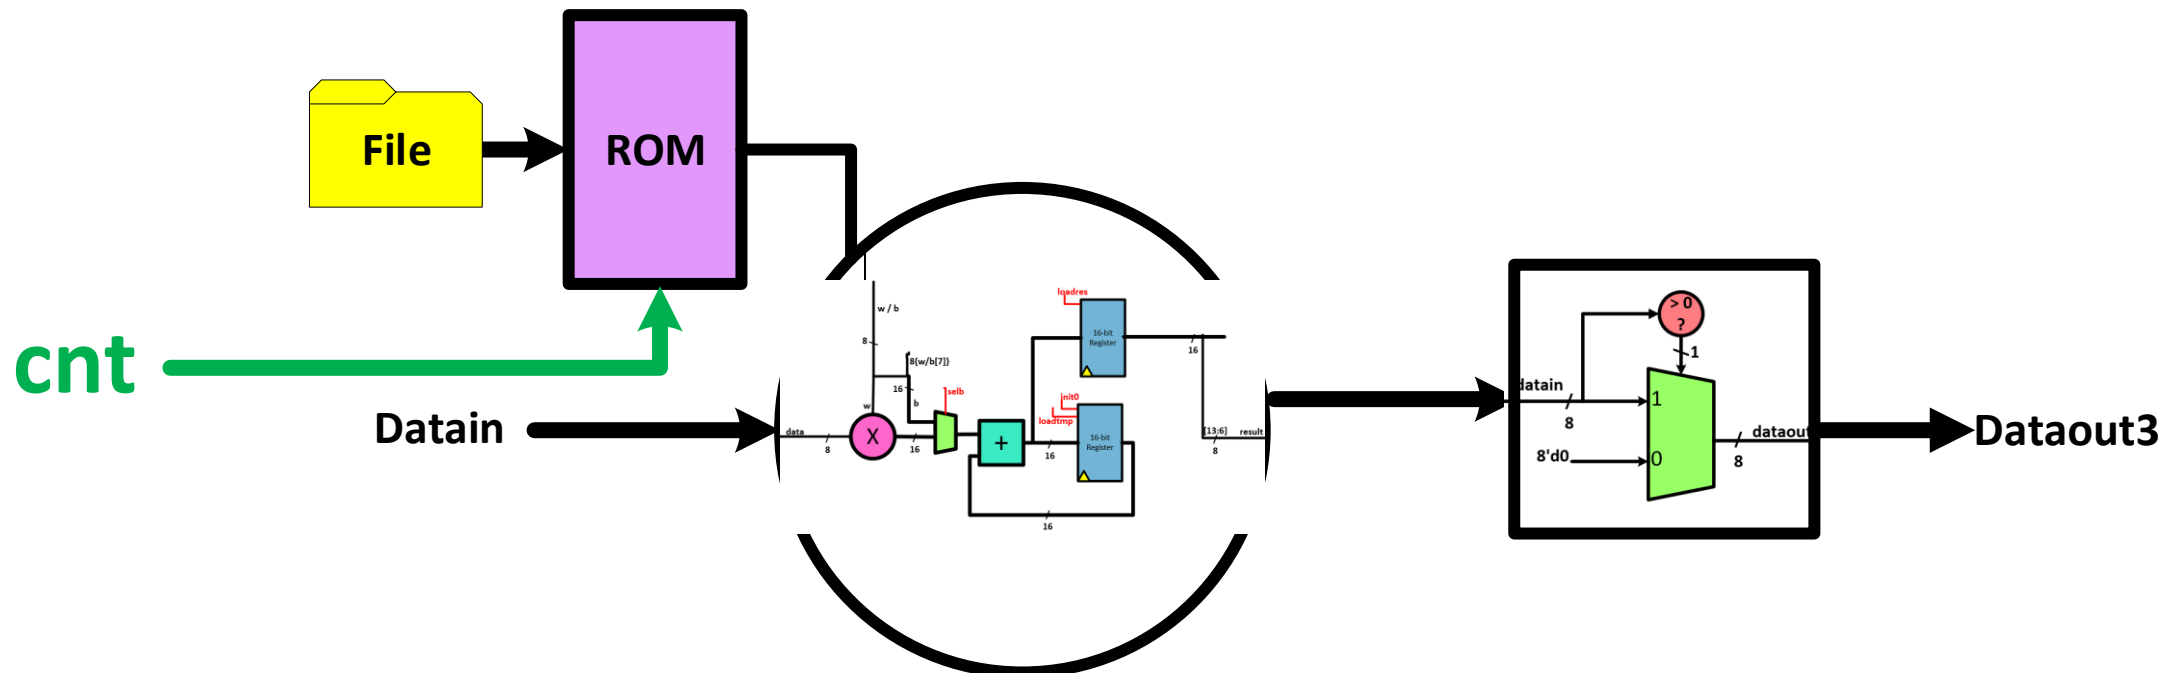 File
ROM
cnt
Datain
w / b
8
8{w/b[7]}
16
b
w
selb
data
8
X
16
+
16
16
loadres
16-bit
Register
init0
loadtmp
16-bit
Register
16
[13:6]
result
8
> 0
?
1
datain
8
1
8'd0
0
dataout
8
Dataout3